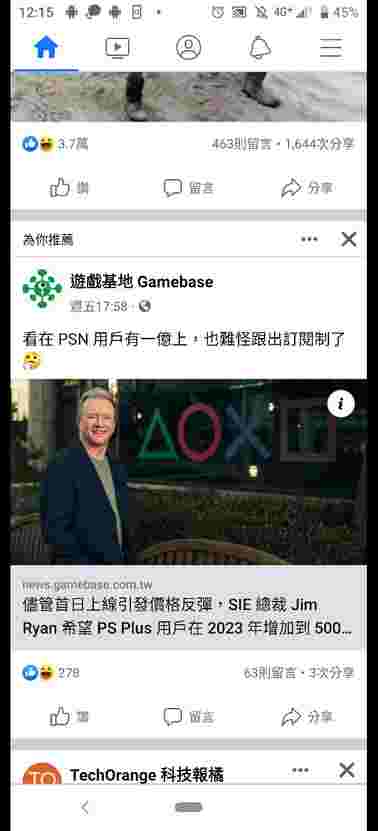 12:15
4G+ 45%
3.7萬
463則留言・1,644次分享
讚 留言 分享
為你推薦
遊戲基地 Gamebase
週五17:58
看在 PSN 用戶有一億上，也難怪跟出訂閱制了
news.gamebase.com.tw
儘管首日上線引發價格反彈，SIE 總裁 Jim
Ryan 希望 PS Plus 用戶在 2023 年增加到 500...
278
63則留言・3次分享
讚 留言 分享
TO
TechOrange 科技報橘